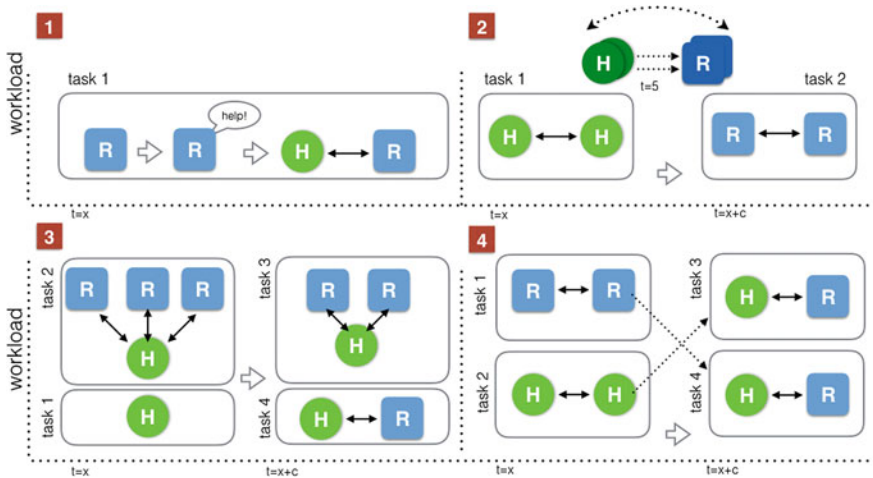 1
workload
task 1
R
R
help!
H
R
t=x
2
H
R
t=5
task 1
task 2
H
H
R
R
t=x
t=x+c
3
workload
task 2
R
R
R
H
task 1
H
task 3
R
R
H
task 4
H
R
t=x
t=x+c
4
task 1
R
R
task 2
H
H
task 3
H
R
task 4
H
R
t=x
t=x+c